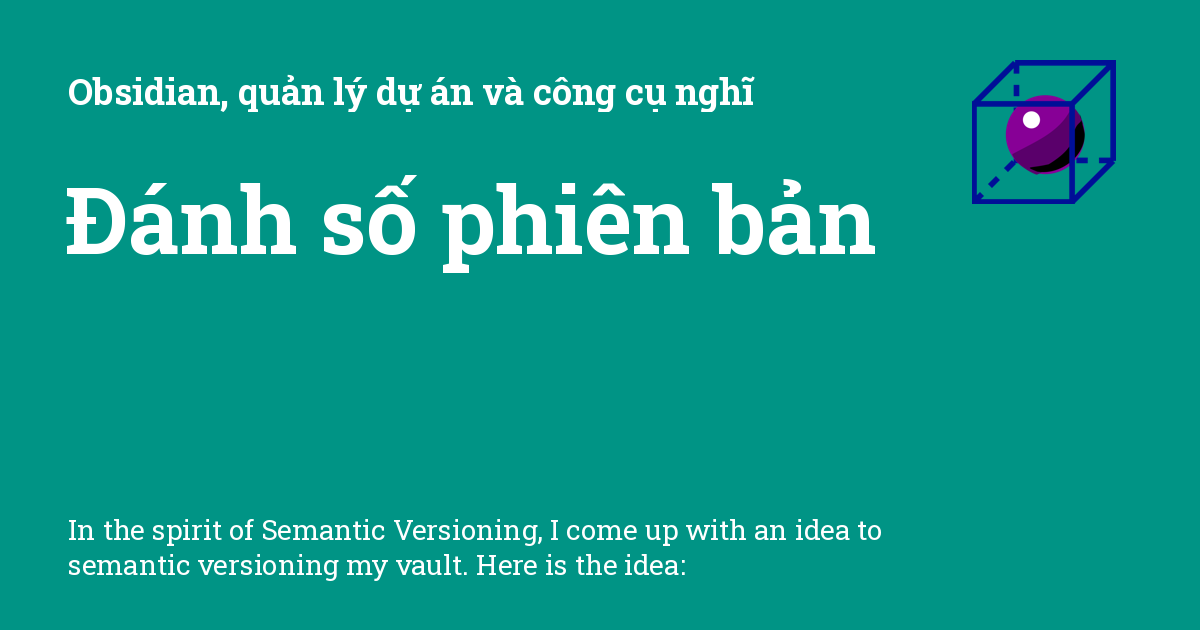 Obsidian, quản lý dự án và công cụ nghĩ
Đánh số phiên bản
In the spirit of Semantic Versioning, I come up with an idea to
semantic versioning my vault. Here is the idea: